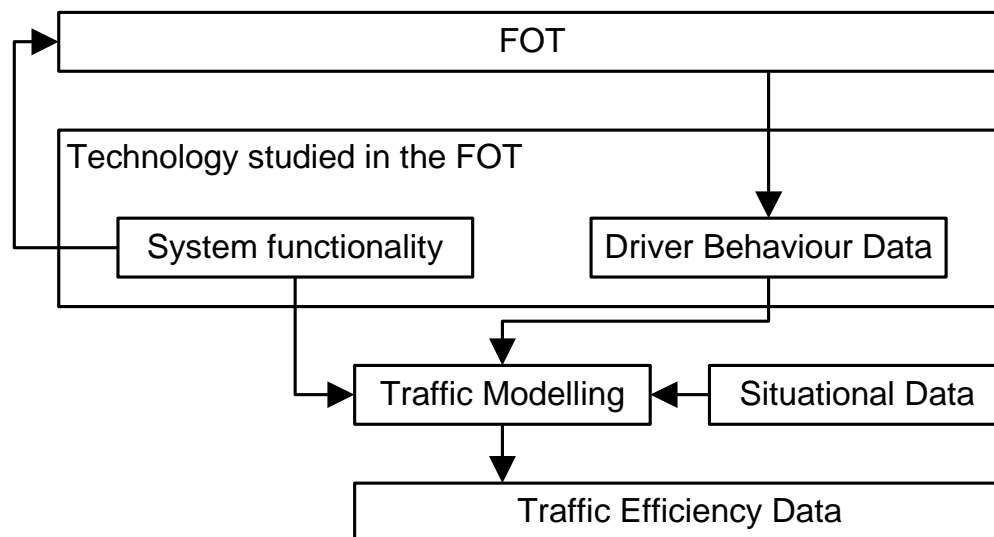 FOT
Technology studied in the FOT
System functionality
Driver Behaviour Data
Traffic Modelling
Situational Data
Traffic Efficiency Data